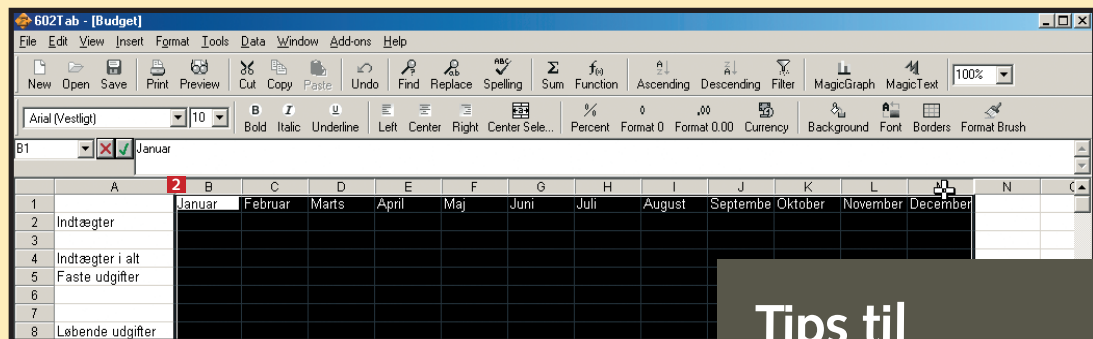 602Tab - [Budget]
File Edit View Insert Format Tools Data Window Add-ons Help
New Open Save Print Preview Cut Copy Paste Undo Find Replace Spelling Sum Function Ascending Descending Filter MagicGraph MagicText 100%
Arial (Vestligt) 10 Bold Italic Underline Left Center Right Center Sele... Percent Format 0 Format 0.00 Currency Background Font Borders Format Brush
B1 Januar
A 2 B C D E F G H I J K L N
1 Januar Februar Marts April Maj Juni Juli August Septembe Oktober November December
2 Indtægter
3
4 Indtægter i alt
5 Faste udgifter
6
7
8 Løbende udgifter
Tips til